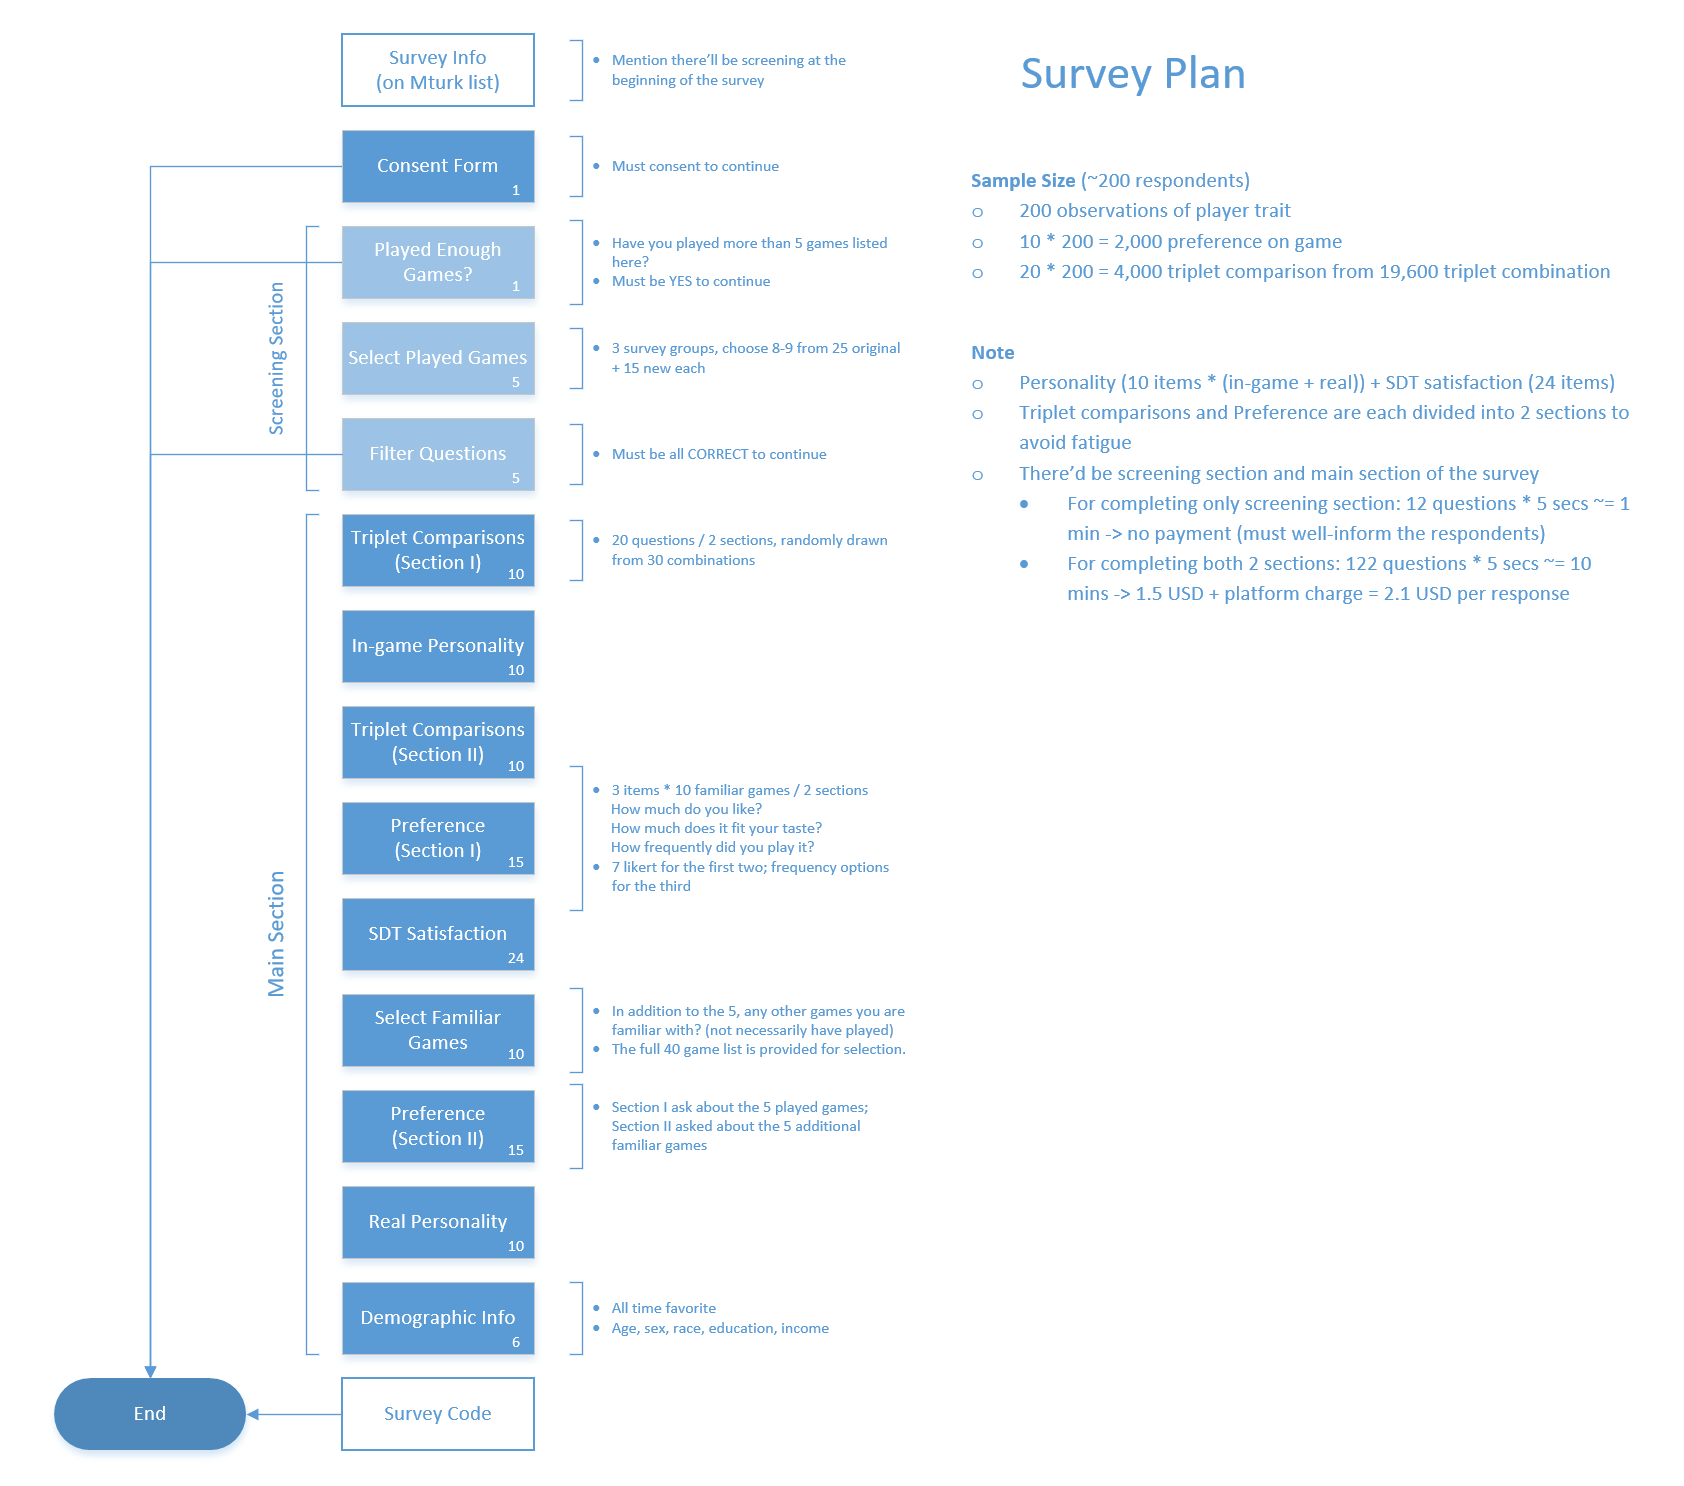 Survey Plan
Survey Info
(on Mturk list)
• Mention there'll be screening at the
beginning of the survey
Consent Form
1
• Must consent to continue
Screening Section
Played Enough
Games?
1
• Have you played more than 5 games listed
here?
• Must be YES to continue
Select Played Games
5
• 3 survey groups, choose 8-9 from 25 original
+ 15 new each
Filter Questions
5
• Must be all CORRECT to continue
Main Section
Triplet Comparisons
(Section I)
10
• 20 questions / 2 sections, randomly drawn
from 30 combinations
In-game Personality
10
Triplet Comparisons
(Section II)
10
Preference
(Section I)
15
• 3 items * 10 familiar games / 2 sections
How much do you like?
How much does it fit your taste?
How frequently did you play it?
• 7 likert for the first two; frequency options
for the third
SDT Satisfaction
24
Select Familiar
Games
10
• In addition to the 5, any other games you are
familiar with? (not necessarily have played)
• The full 40 game list is provided for selection.
Preference
(Section II)
15
• Section I ask about the 5 played games;
Section II asked about the 5 additional
familiar games
Real Personality
10
Demographic Info
6
• All time favorite
• Age, sex, race, education, income
Survey Code
End
Sample Size (~200 respondents)
o 200 observations of player trait
o 10 * 200 = 2,000 preference on game
o 20 * 200 = 4,000 triplet comparison from 19,600 triplet combination
Note
o Personality (10 items * (in-game + real)) + SDT satisfaction (24 items)
o Triplet comparisons and Preference are each divided into 2 sections to
avoid fatigue
o There'd be screening section and main section of the survey
• For completing only screening section: 12 questions * 5 secs ~= 1
min -> no payment (must well-inform the respondents)
• For completing both 2 sections: 122 questions * 5 secs ~= 10
mins -> 1.5 USD + platform charge = 2.1 USD per response